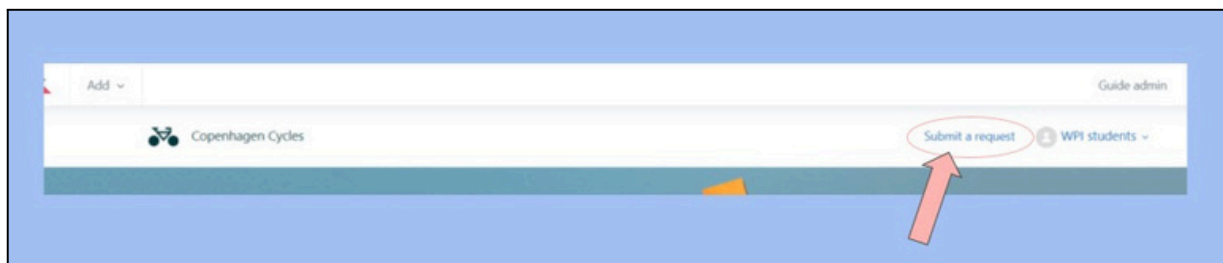 Add
Guide admin
Copenhagen Cycles
Submit a request
WPI students